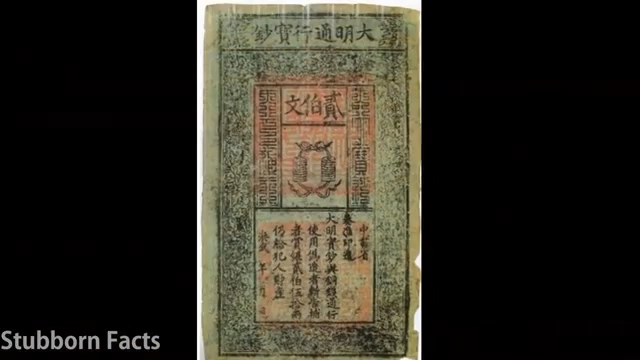 大明通行寶鈔
貳伯文
中書省
奏准印造
大明寶鈔與銅錢通行
使用偽造者斬告捕
者賞銀貳伯伍拾兩
仍給犯人財產
洪武 年 月 日
Stubborn Facts